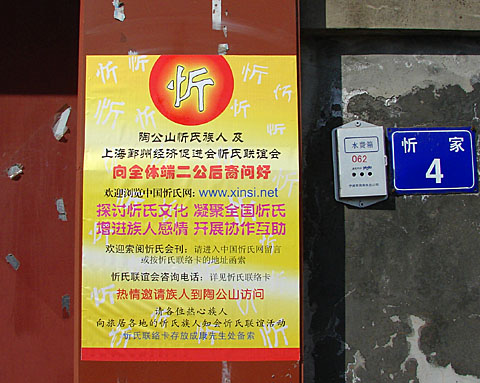 忻
陶公山忻氏族人 及
上海鄞州经济促进会忻氏联谊会
向全体端二公后裔问好
欢迎浏览中国忻氏网: www.xinsi.net
探讨忻氏文化 凝聚全国忻氏
增进族人感情 开展协作互助
欢迎索阅忻氏会刊: 请进入中国忻氏网留言
或按忻氏联络卡的地址函索
忻氏联谊会咨询电话: 详见忻氏联络卡
热情邀请族人到陶公山访问
请各位热心族人
向旅居各地的忻氏族人知会忻氏联谊活动
忻氏联络卡存放成康先生处备索
水费箱
062
忻家
4